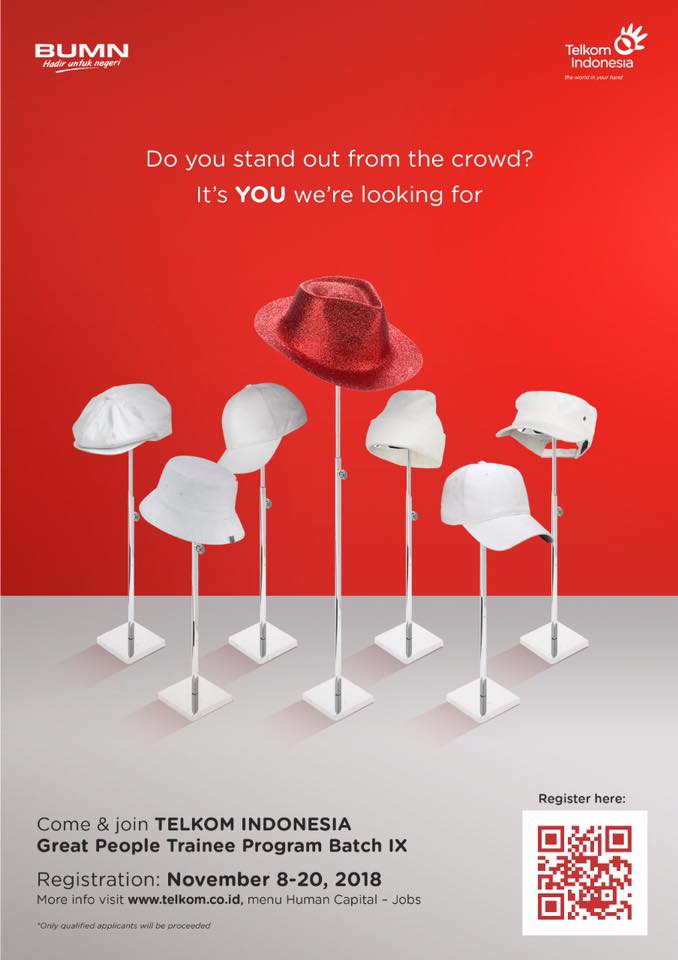 BUMN
Hadir untuk negeri
Telkom
Indonesia
the world in your hand
Do you stand out from the crowd?
It's YOU we're looking for
Register here:
Come & join TELKOM INDONESIA
Great People Trainee Program Batch IX
Registration: November 8-20, 2018
More info visit www.telkom.co.id, menu Human Capital – Jobs
*Only qualified applicants will be proceeded